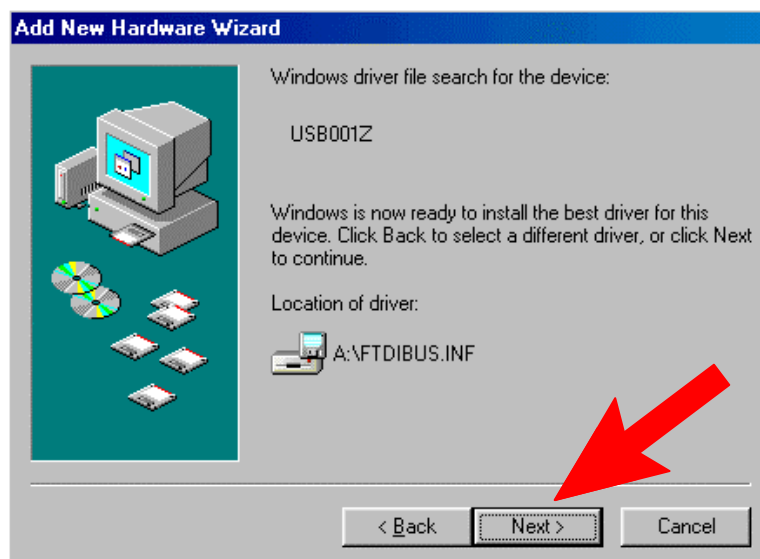 Add New Hardware Wizard
Windows driver file search for the device:
USB001Z
Windows is now ready to install the best driver for this
device. Click Back to select a different driver, or click Next
to continue.
Location of driver:
A:\FTDIBUS.INF
< Back
Next >
Cancel